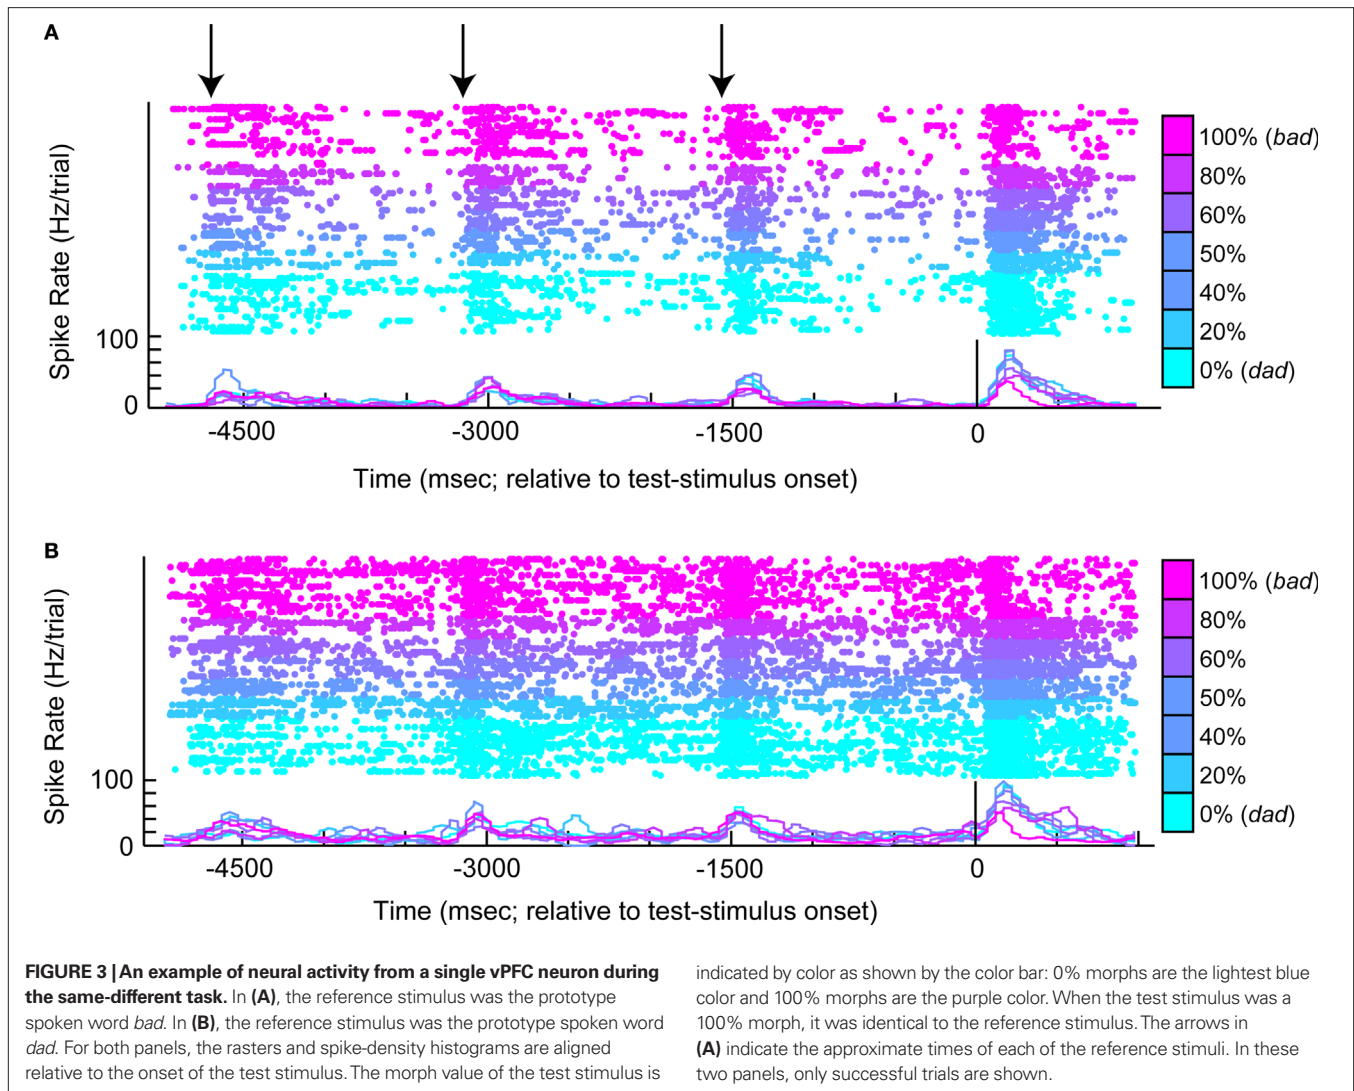 A
Spike Rate (Hz/trial)
100
0
-4500 -3000 -1500 0
Time (msec; relative to test-stimulus onset)
100% (bad)
80%
60%
50%
40%
20%
0% (dad)
B
Spike Rate (Hz/trial)
100
0
-4500 -3000 -1500 0
Time (msec; relative to test-stimulus onset)
100% (bad)
80%
60%
50%
40%
20%
0% (dad)
FIGURE 3 | An example of neural activity from a single vPFC neuron during
the same-different task. In (A), the reference stimulus was the prototype
spoken word bad. In (B), the reference stimulus was the prototype spoken word
dad. For both panels, the rasters and spike-density histograms are aligned
relative to the onset of the test stimulus. The morph value of the test stimulus is
indicated by color as shown by the color bar: 0% morphs are the lightest blue
color and 100% morphs are the purple color. When the test stimulus was a
100% morph, it was identical to the reference stimulus. The arrows in
(A) indicate the approximate times of each of the reference stimuli. In these
two panels, only successful trials are shown.